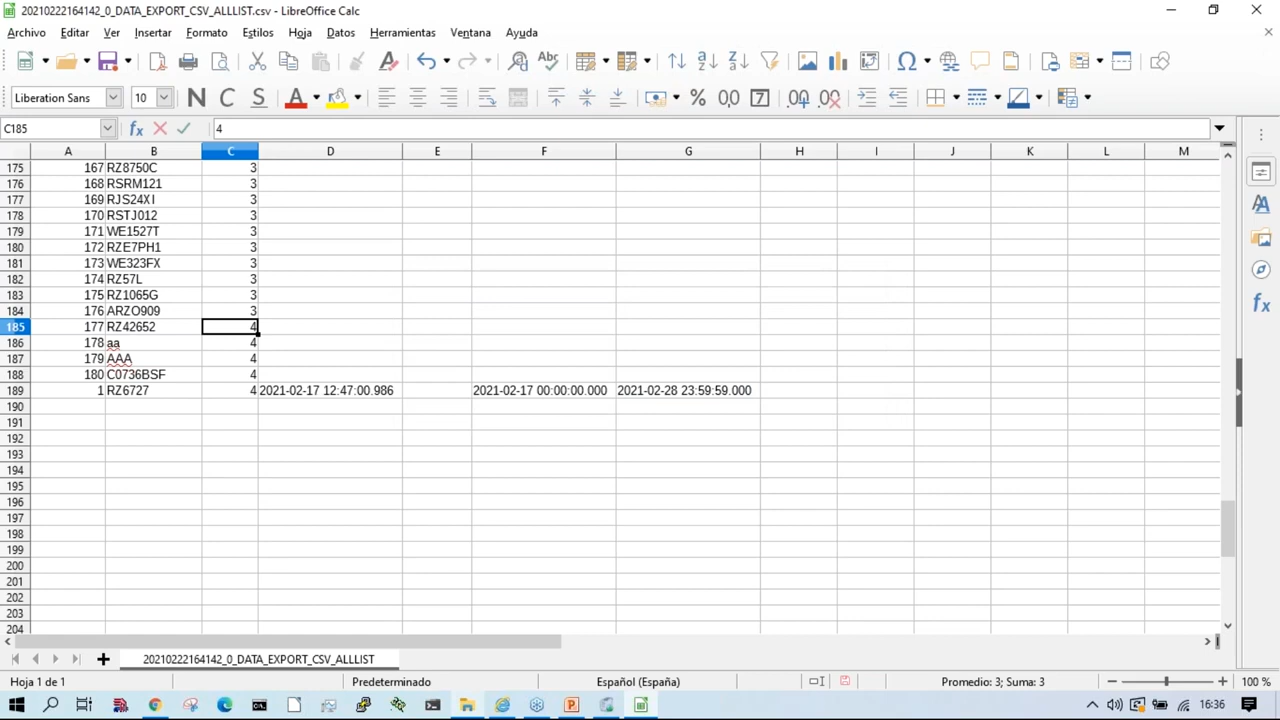 20210222164142_0_DATA_EXPORT_CSV_ALLLIST.csv - LibreOffice Calc
Archivo Editar Ver Insertar Formato Estilos Hoja Datos Herramientas Ventana Ayuda
Liberation Sans 10 N C S A % 0,0 7
C185 fx 4
A B C D E F G H I J K L M
175 167 RZ8750C 3
176 168 RSRM121 3
177 169 RJS24XI 3
178 170 RSTJ012 3
179 171 WE1527T 3
180 172 RZE7PH1 3
181 173 WE323FX 3
182 174 RZ57L 3
183 175 RZ1065G 3
184 176 ARZO909 3
185 177 RZ42652 4
186 178 aa 4
187 179 AAA 4
188 180 C0736BSF 4
189 1 RZ6727 4 2021-02-17 12:47:00.986 2021-02-17 00:00:00.000 2021-02-28 23:59:59.000
190
191
192
193
194
195
196
197
198
199
200
201
202
203
204
20210222164142_0_DATA_EXPORT_CSV_ALLLIST
Hoja 1 de 1 Predeterminado Español (España) Promedio: 3; Suma: 3 100 %
16:36